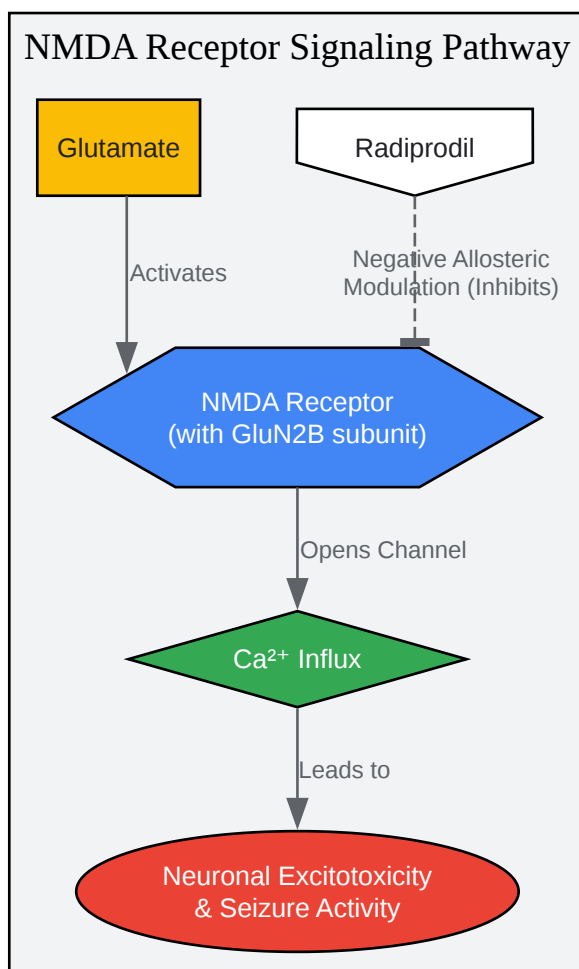 NMDA Receptor Signaling Pathway
Glutamate
Radiprodil
Activates
Negative Allosteric
Modulation (Inhibits)
NMDA Receptor
(with GluN2B subunit)
Opens Channel
Ca²⁺ Influx
Leads to
Neuronal Excitotoxicity
& Seizure Activity